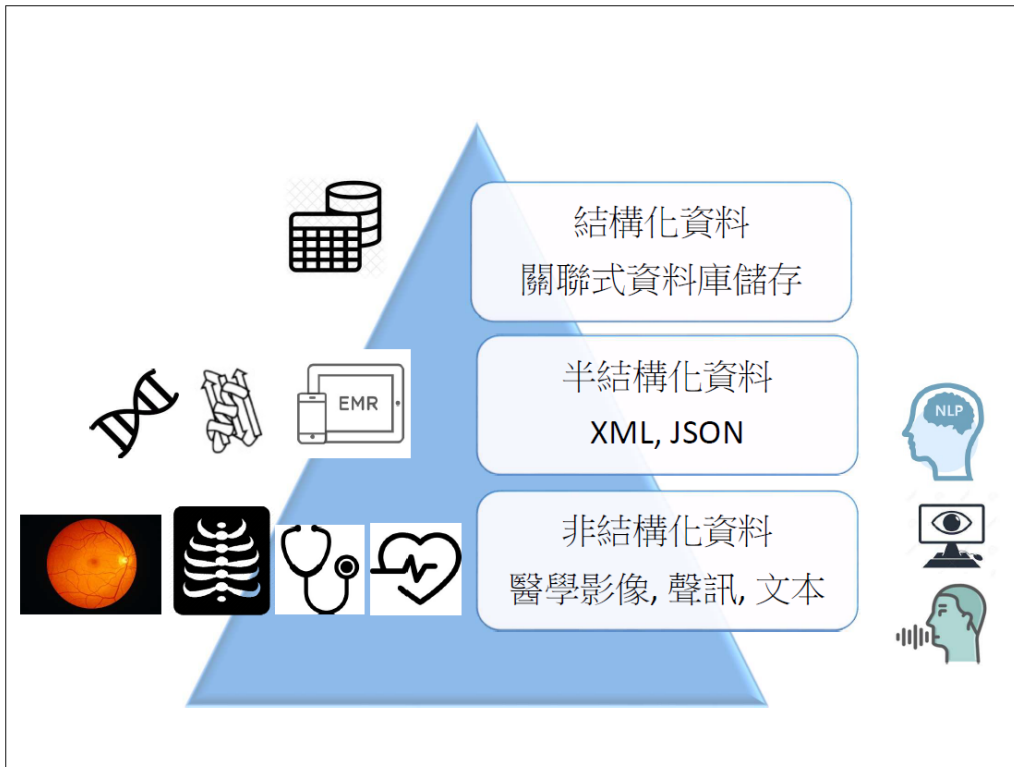 結構化資料
關聯式資料庫儲存
EMR
半結構化資料
XML, JSON
NLP
非結構化資料
醫學影像, 聲訊, 文本